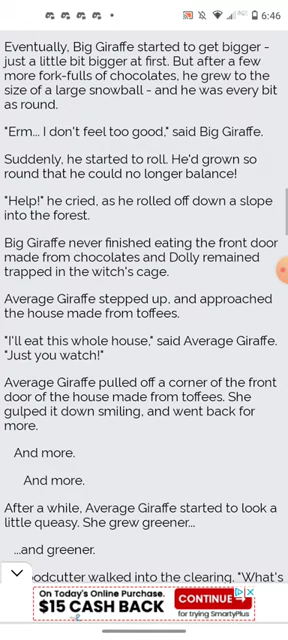 6:46
Eventually, Big Giraffe started to get bigger -
just a little bit bigger at first. But after a few
more fork-fulls of chocolates, he grew to the
size of a large snowball - and he was every bit
as round.
"Erm... I don't feel too good," said Big Giraffe.
Suddenly, he started to roll. He'd grown so
round that he could no longer balance!
"Help!" he cried, as he rolled off down a slope
into the forest.
Big Giraffe never finished eating the front door
made from chocolates and Dolly remained
trapped in the witch's cage.
Average Giraffe stepped up, and approached
the house made from toffees.
"I'll eat this whole house," said Average Giraffe.
"Just you watch!"
Average Giraffe pulled off a corner of the front
door of the house made from toffees. She
gulped it down smiling, and went back for
more.
And more.
And more.
After a while, Average Giraffe started to look a
little queasy. She grew greener...
...and greener.
oodcutter walked into the clearing. "What's
On Today's Online Purchase.
$15 CASH BACK
CONTINUE
for trying SmartyPlus